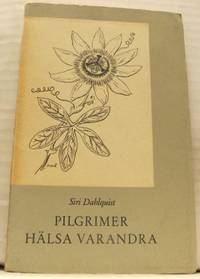 Siri Dahlquist
PILGRIMER
HÄLSA VARANDRA